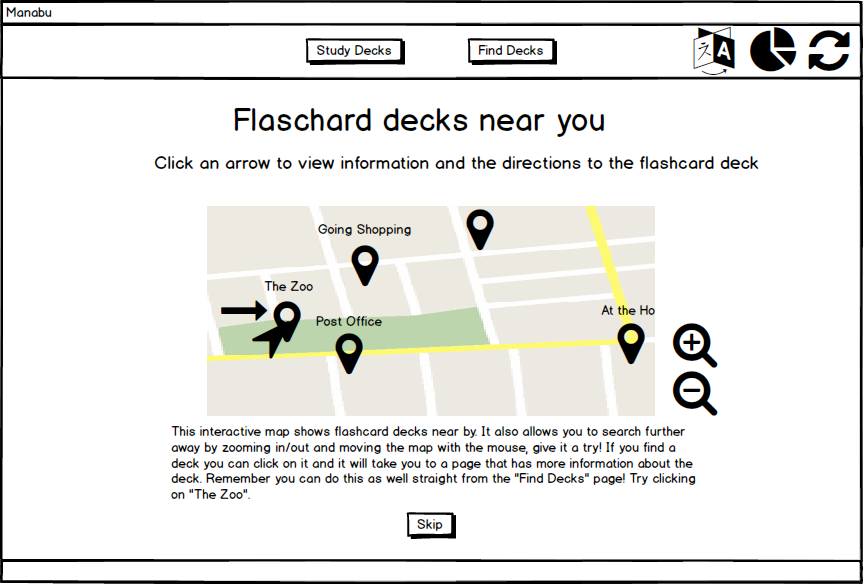 Manabu
Study Decks
Find Decks
A
Flaschard decks near you
Click an arrow to view information and the directions to the flashcard deck
Going Shopping
The Zoo
Post Office
At the Ho
This interactive map shows flashcard decks near by. It also allows you to search further
away by zooming in/out and moving the map with the mouse, give it a try! If you find a
deck you can click on it and it will take you to a page that has more information about the
deck. Remember you can do this as well straight from the "Find Decks" page! Try clicking
on "The Zoo".
Skip